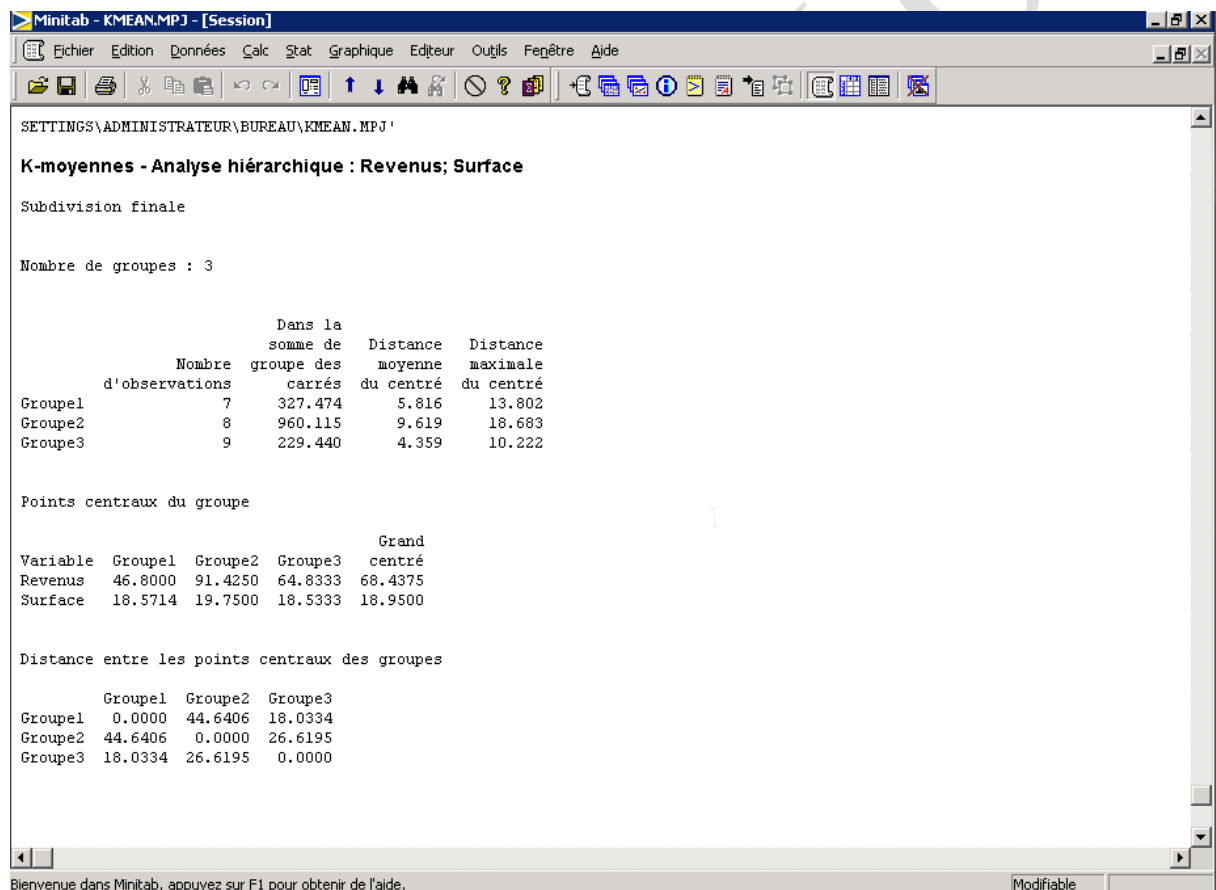 Minitab - KMEAN.MPJ - [Session]
Fichier Edition Données Calc Stat Graphique Editeur Outils Fenêtre Aide
SETTINGS\ADMINISTRATEUR\BUREAU\KMEAN.MPJ'
K-moyennes - Analyse hiérarchique : Revenus; Surface
Subdivision finale
Nombre de groupes : 3
Dans la
somme de Distance Distance
Nombre groupe des moyenne maximale
d'observations carrés du centré du centré
Groupe1 7 327.474 5.816 13.802
Groupe2 8 960.115 9.619 18.683
Groupe3 9 229.440 4.359 10.222
Points centraux du groupe
Grand
Variable Groupe1 Groupe2 Groupe3 centré
Revenus 46.8000 91.4250 64.8333 68.4375
Surface 18.5714 19.7500 18.5333 18.9500
Distance entre les points centraux des groupes
Groupe1 Groupe2 Groupe3
Groupe1 0.0000 44.6406 18.0334
Groupe2 44.6406 0.0000 26.6195
Groupe3 18.0334 26.6195 0.0000
Bienvenue dans Minitab, appuyez sur F1 pour obtenir de l'aide. Modifiable